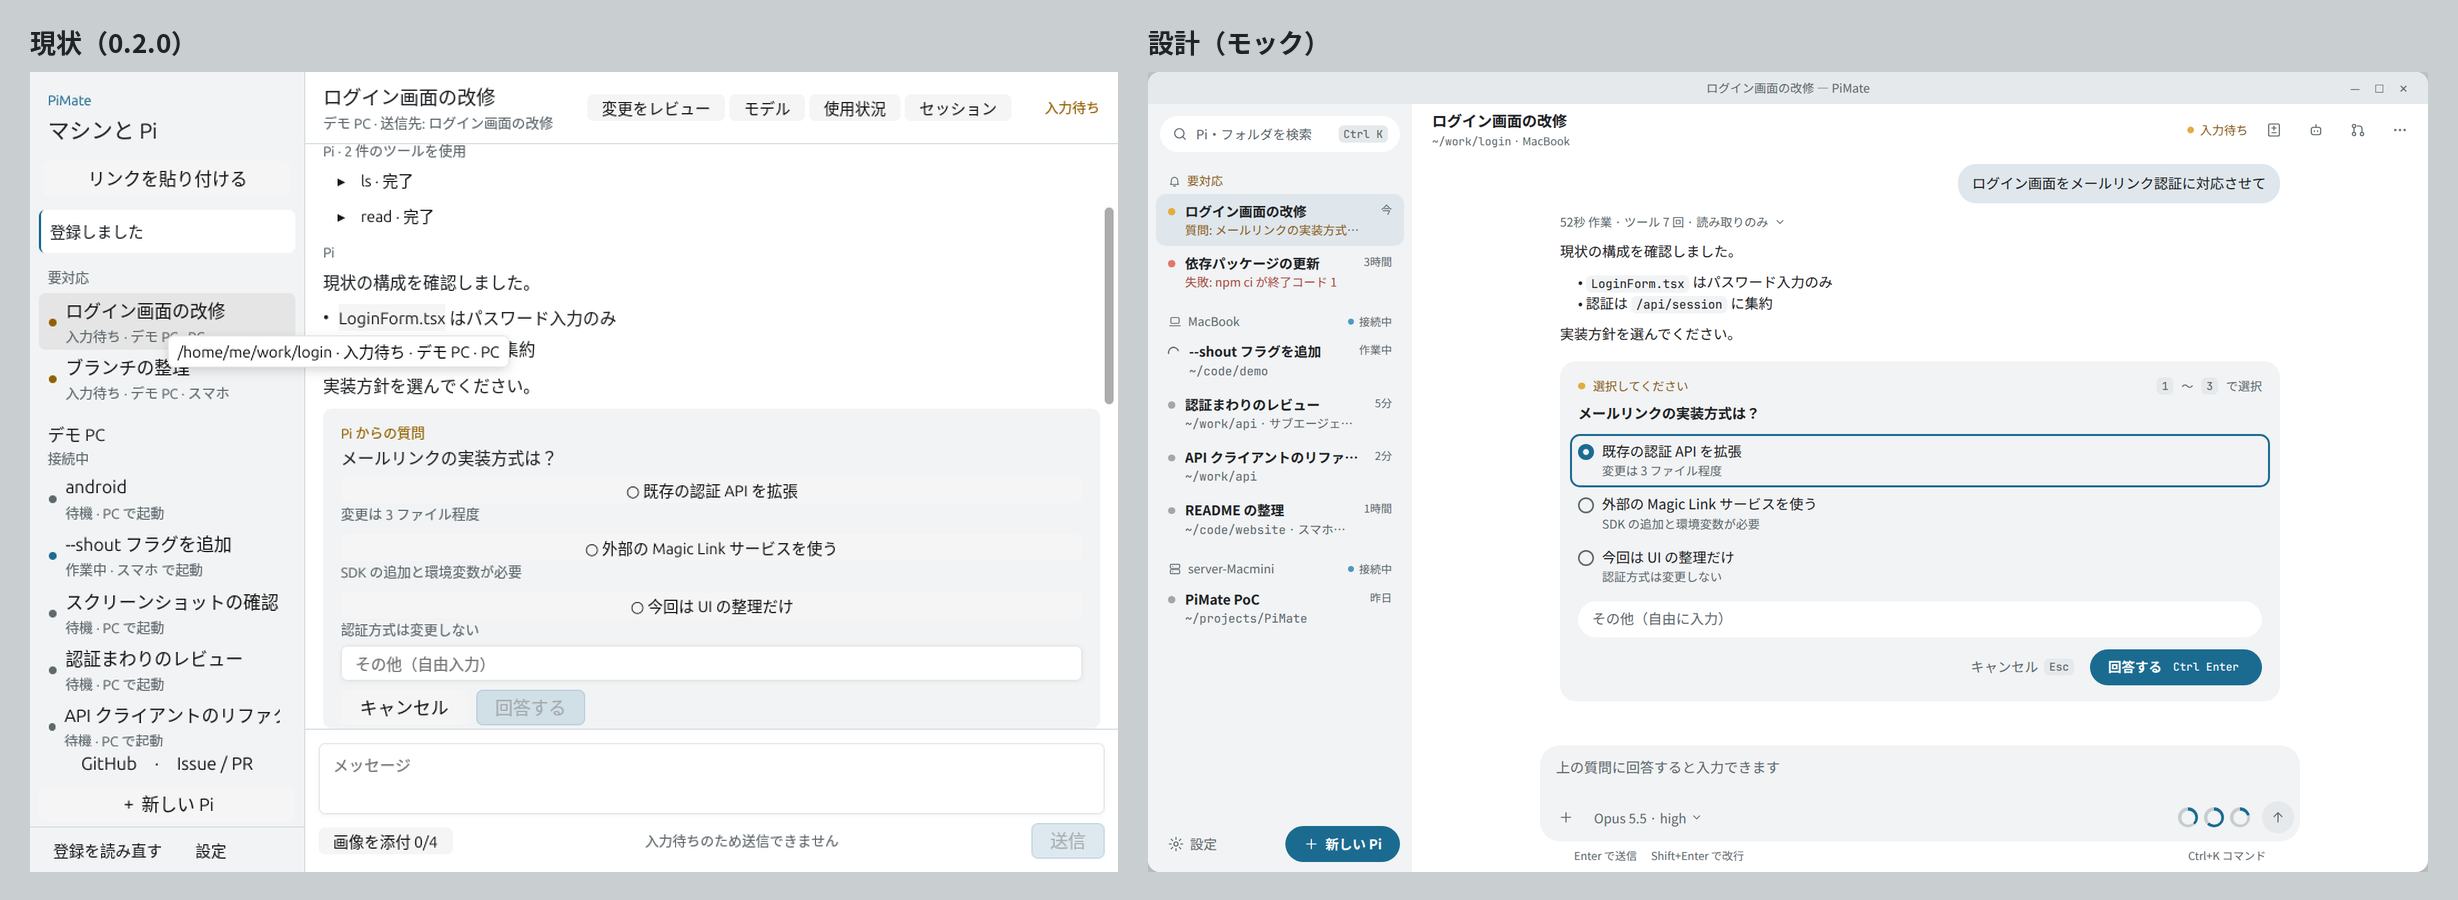 現状（0.2.0）
PiMate
マシンと Pi
リンクを貼り付ける
登録しました
要対応
ログイン画面の改修
入力待ち · デモ PC · PC
/home/me/work/login · 入力待ち · デモ PC · PC
ブランチの整理
入力待ち · デモ PC · スマホ
デモ PC
接続中
android
待機 · PC で起動
--shout フラグを追加
作業中 · スマホ で起動
スクリーンショットの確認
待機 · PC で起動
認証まわりのレビュー
待機 · PC で起動
API クライアントのリファク
待機 · PC で起動
GitHub · Issue / PR
+ 新しい Pi
登録を読み直す 設定
ログイン画面の改修
デモ PC · 送信先: ログイン画面の改修
変更をレビュー モデル 使用状況 セッション 入力待ち
Pi · 2 件のツールを使用
▶ ls · 完了
▶ read · 完了
Pi
現状の構成を確認しました。
• LoginForm.tsx はパスワード入力のみ
集約
実装方針を選んでください。
Pi からの質問
メールリンクの実装方式は？
○ 既存の認証 API を拡張
変更は 3 ファイル程度
○ 外部の Magic Link サービスを使う
SDK の追加と環境変数が必要
○ 今回は UI の整理だけ
認証方式は変更しない
その他（自由入力）
キャンセル 回答する
メッセージ
画像を添付 0/4 入力待ちのため送信できません 送信
設計（モック）
ログイン画面の改修 — PiMate
Pi・フォルダを検索 Ctrl K
要対応
ログイン画面の改修 今
質問: メールリンクの実装方式…
依存パッケージの更新 3時間
失敗: npm ci が終了コード 1
MacBook 接続中
--shout フラグを追加 作業中
~/code/demo
認証まわりのレビュー 5分
~/work/api · サブエージェ…
API クライアントのリファ… 2分
~/work/api
README の整理 1時間
~/code/website · スマホ…
server-Macmini 接続中
PiMate PoC 昨日
~/projects/PiMate
設定 + 新しい Pi
ログイン画面の改修
~/work/login · MacBook
入力待ち
ログイン画面をメールリンク認証に対応させて
52秒 作業 · ツール 7 回 · 読み取りのみ
現状の構成を確認しました。
• LoginForm.tsx はパスワード入力のみ
• 認証は /api/session に集約
実装方針を選んでください。
選択してください 1 ～ 3 で選択
メールリンクの実装方式は？
既存の認証 API を拡張
変更は 3 ファイル程度
外部の Magic Link サービスを使う
SDK の追加と環境変数が必要
今回は UI の整理だけ
認証方式は変更しない
その他（自由に入力）
キャンセル Esc 回答する Ctrl Enter
上の質問に回答すると入力できます
+ Opus 5.5 · high
Enter で送信 Shift+Enter で改行 Ctrl+K コマンド